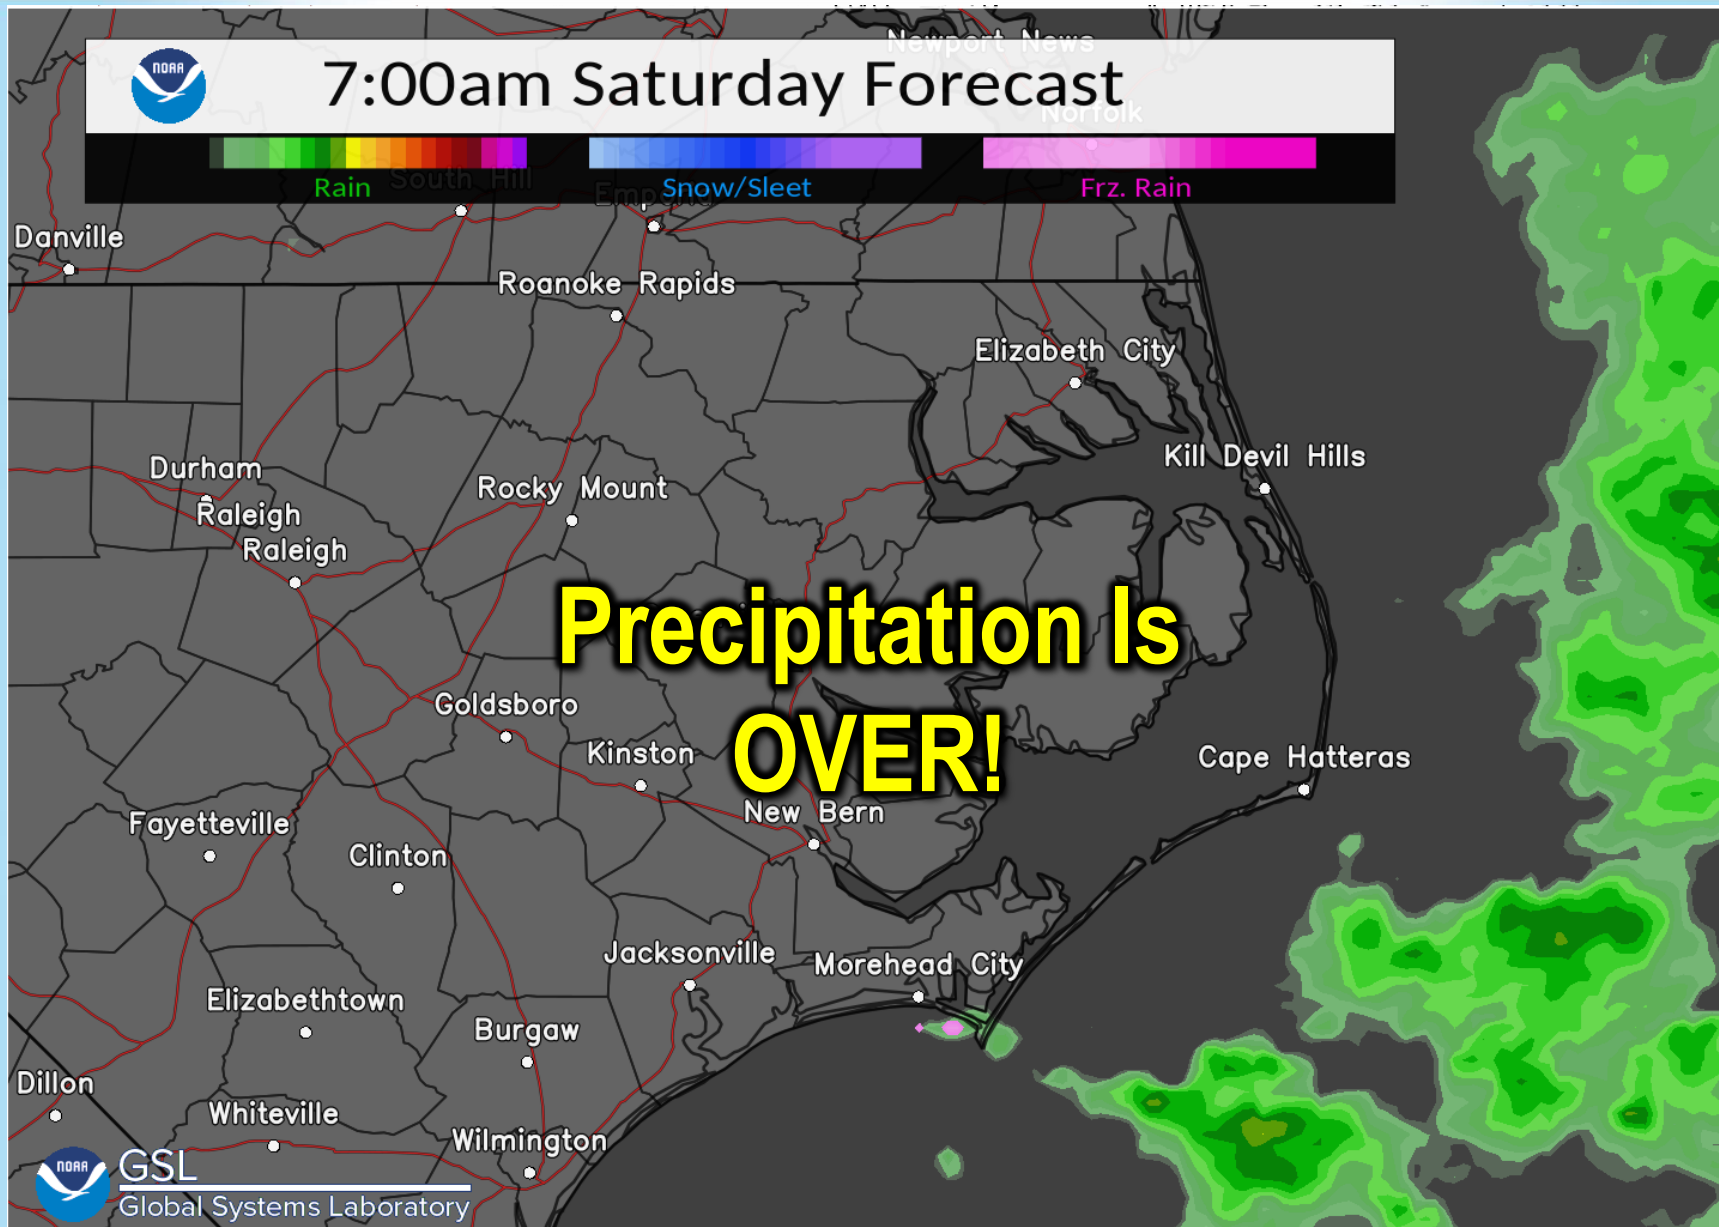 Newport News
NOAA
7:00am Saturday Forecast
Norfolk
Rain
South Hill
Snow/Sleet
Frz. Rain
Danville
Roanoke Rapids
Elizabeth City
Kill Devil Hills
Durham
Rocky Mount
Raleigh
Raleigh
Precipitation Is
OVER!
Goldsboro
Kinston
Cape Hatteras
New Bern
Fayetteville
Clinton
Jacksonville
Morehead City
Elizabethtown
Burgaw
Dillon
Whiteville
Wilmington
NOAA
GSL
Global Systems Laboratory